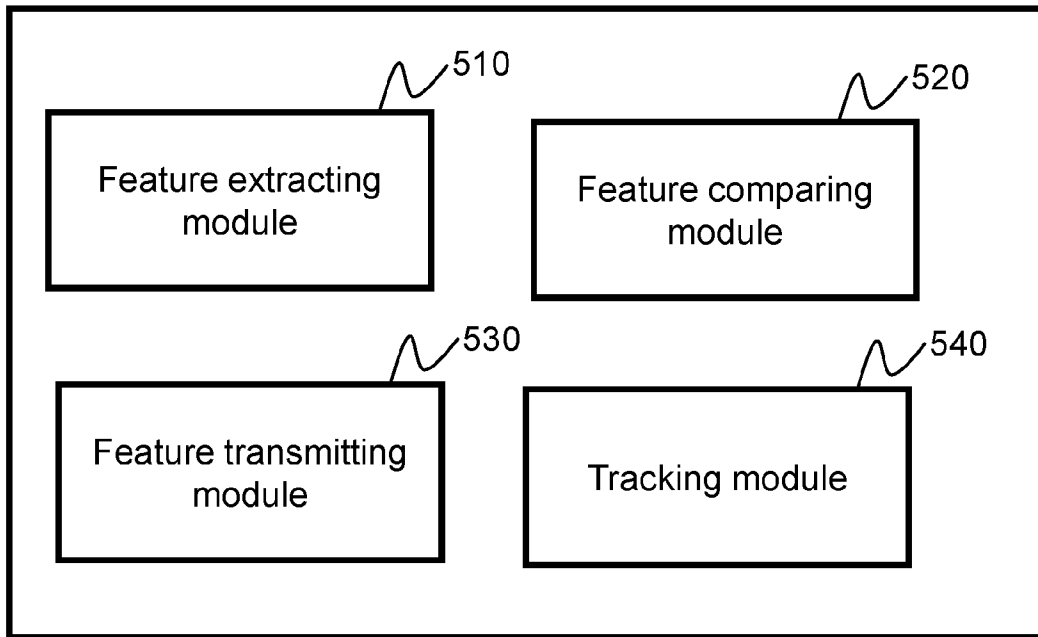 510
Feature extracting
module
520
Feature comparing
module
530
Feature transmitting
module
540
Tracking module